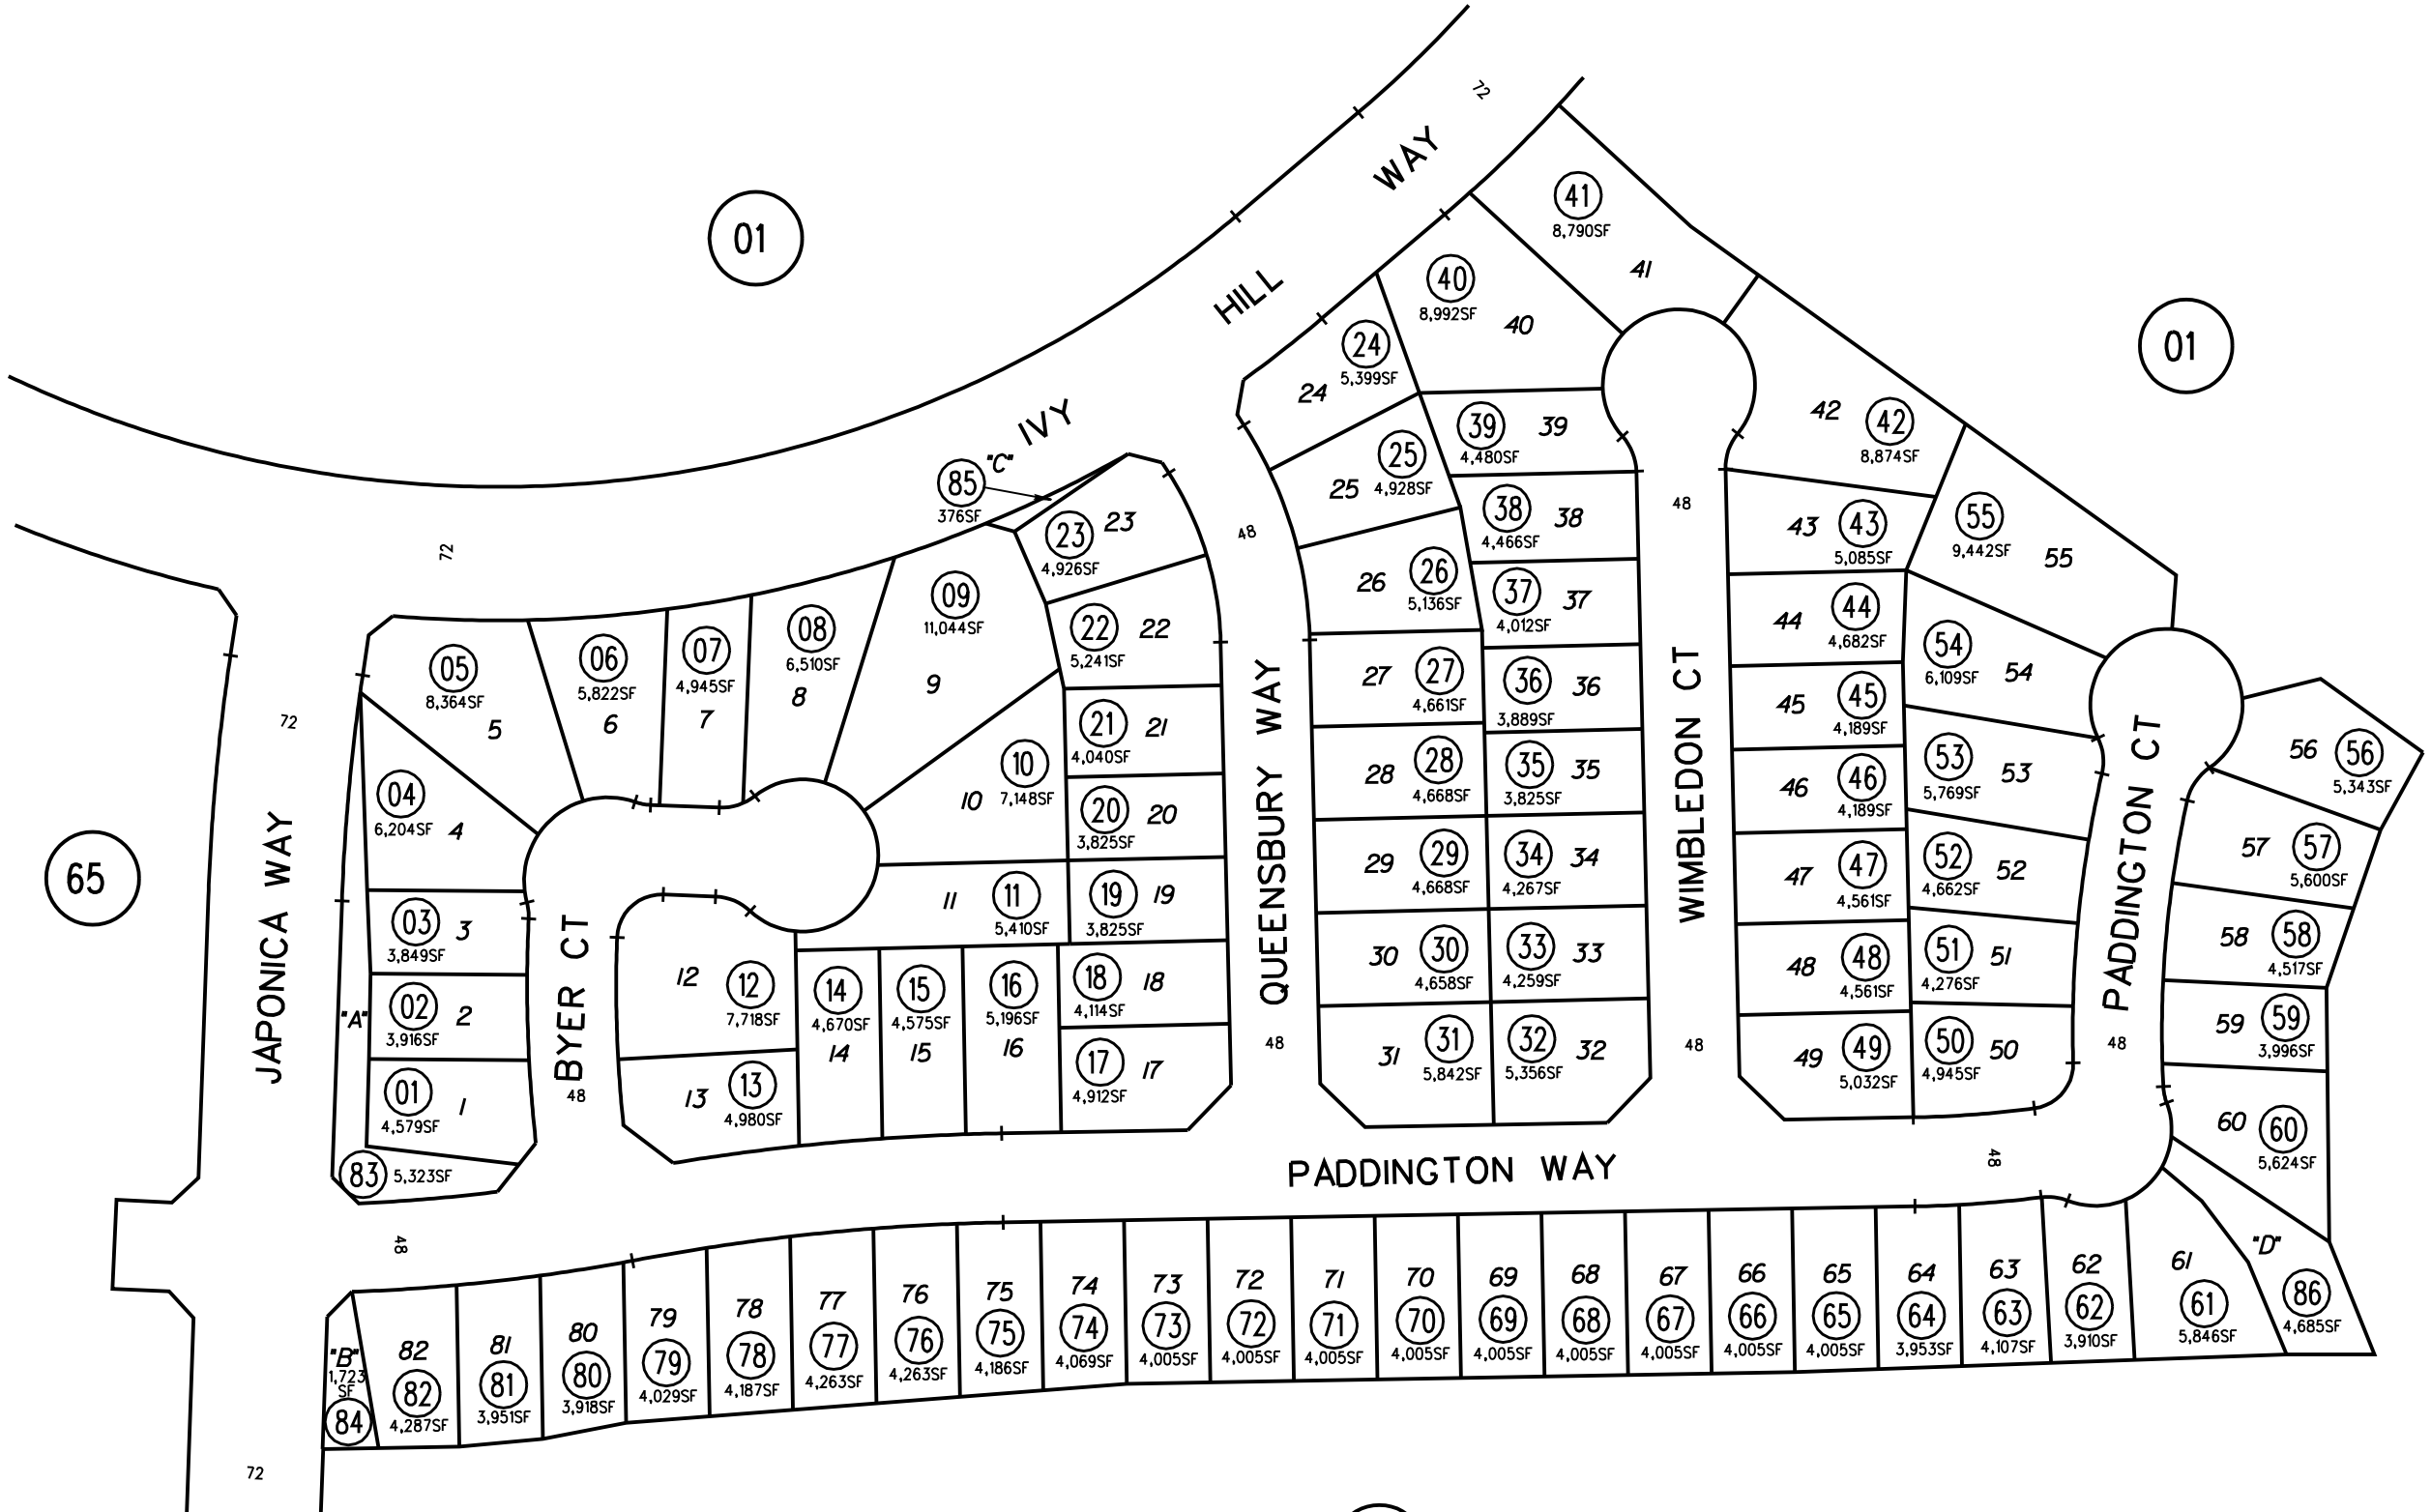 72
WAY
01
41
8,790SF
41
HILL
40
8,992SF
40
01
24
5,399SF
24
IVY
"C"
85
376SF
23
4,926SF
23
39
4,480SF
39
25
4,928SF
25
42
42
8,874SF
48
38
4,466SF
38
48
43
43
5,085SF
55
9,442SF
55
72
09
11,044SF
9
26
26
5,136SF
37
4,012SF
37
44
44
4,682SF
54
6,109SF
54
05
8,364SF
5
06
5,822SF
6
07
4,945SF
7
08
6,510SF
8
22
5,241SF
22
27
27
4,661SF
36
3,889SF
36
45
45
4,189SF
72
21
4,040SF
21
10
10
7,148SF
28
28
4,668SF
35
3,825SF
35
46
46
4,189SF
53
5,769SF
53
56
56
5,343SF
04
6,204SF
4
20
3,825SF
20
65
JAPONICA WAY
QUEENSBURY WAY
WIMBLEDON CT
PADDINGTON CT
29
29
4,668SF
34
4,267SF
34
47
47
4,561SF
52
4,662SF
52
57
57
5,600SF
03
3,849SF
3
11
11
5,410SF
19
3,825SF
19
30
30
4,658SF
33
4,259SF
33
48
48
4,561SF
51
4,276SF
51
58
58
4,517SF
"A"
02
3,916SF
2
BYER CT
12
12
7,718SF
14
4,670SF
14
15
4,575SF
15
16
5,196SF
16
18
4,114SF
18
59
59
3,996SF
48
31
31
5,842SF
32
5,356SF
32
48
49
49
5,032SF
50
4,945SF
50
48
01
4,579SF
1
48
13
13
4,980SF
17
4,912SF
17
60
60
5,624SF
83
5,323SF
PADDINGTON WAY
48
48
"D"
86
4,685SF
"B"
1,723
SF
84
82
82
4,287SF
81
81
3,951SF
80
80
3,918SF
79
79
4,029SF
78
78
4,187SF
77
77
4,263SF
76
76
4,263SF
75
75
4,186SF
74
74
4,069SF
73
73
4,005SF
72
72
4,005SF
71
71
4,005SF
70
70
4,005SF
69
69
4,005SF
68
68
4,005SF
67
67
4,005SF
66
66
4,005SF
65
65
4,005SF
64
64
3,953SF
63
63
4,107SF
62
62
3,910SF
61
61
5,846SF
72